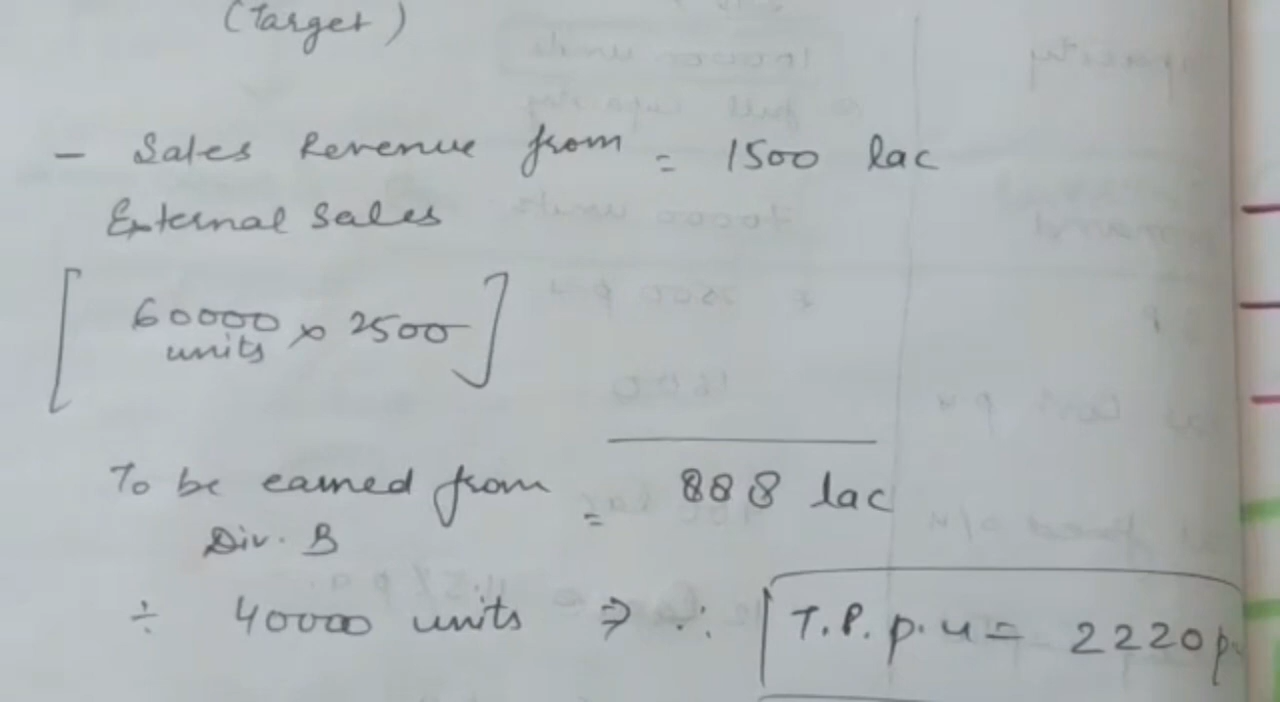 (Target)
- Sales Revenue from = 1500 lac
External Sales
[60000 units × 2500]
To be earned from = 888 lac
Div. B
÷ 40000 units ⇒ ∴ T.P. p.u = 2220 p.